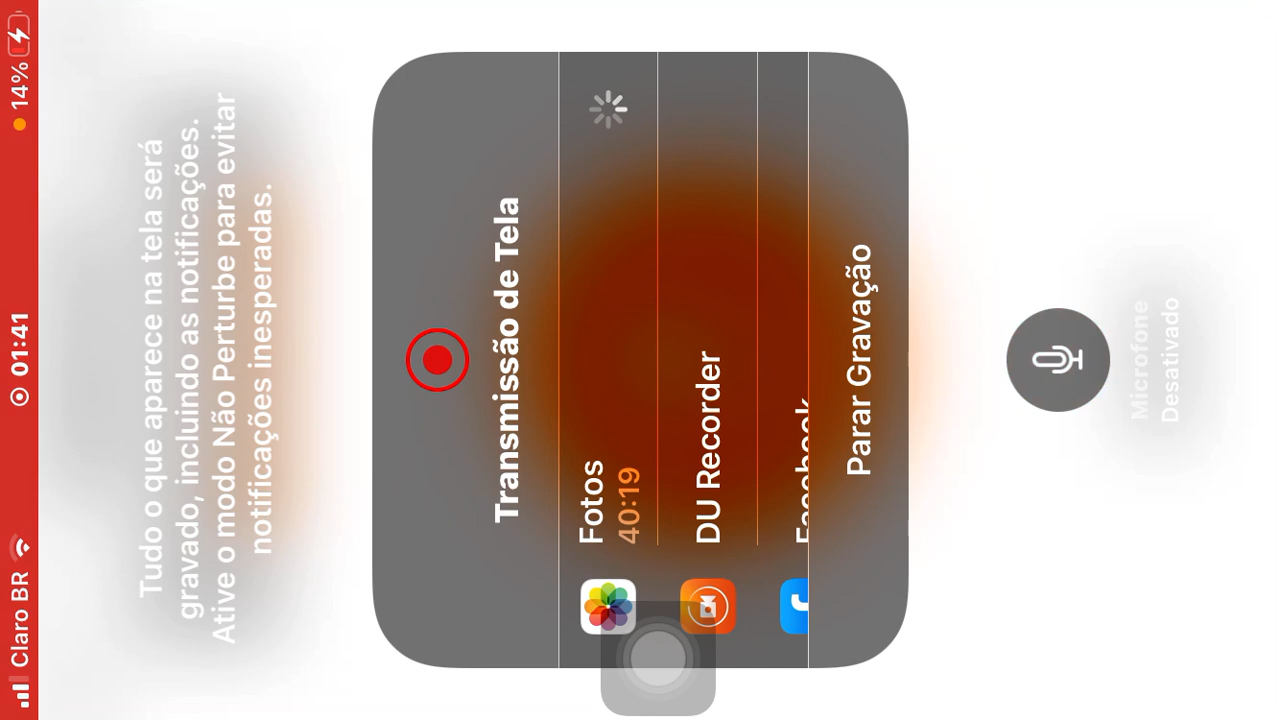 Claro BR
01:41
14%
Tudo o que aparece na tela será
gravado, incluindo as notificações.
Ative o modo Não Perturbe para evitar
notificações inesperadas.
Transmissão de Tela
Fotos
40:19
DU Recorder
Facebook
Parar Gravação
Microfone
Desativado